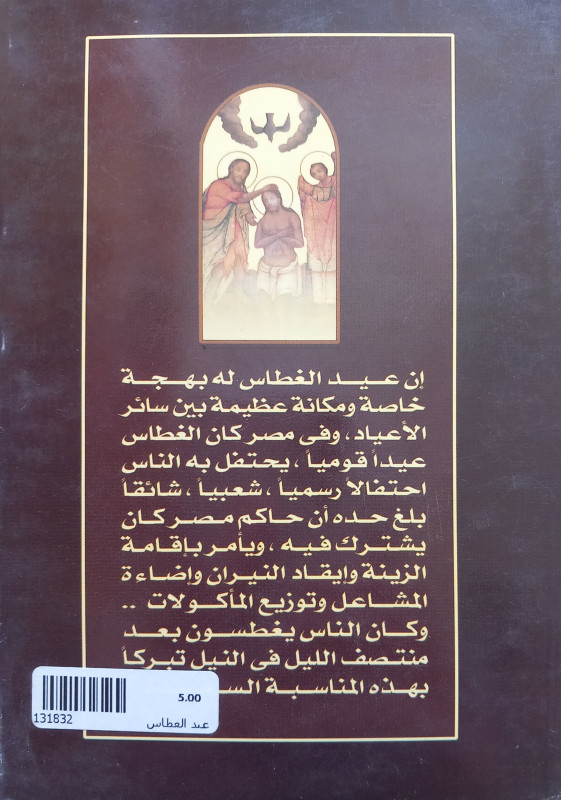 إن عيد الغطاس له بهجة
خاصة ومكانة عظيمة بين سائر
الأعياد، وفى مصر كان الغطاس
عيداً قومياً، يحتفل به الناس
احتفالاً رسمياً، شعبياً، شائقاً
بلغ حده أن حاكم مصر كان
يشترك فيه، ويأمر بإقامة
الزينة وإيقاد النيران وإضاءة
المشاعل وتوزيع المأكولات ..
وكان الناس يغطسون بعد
منتصف الليل فى النيل تبركاً
بهذه المناسبة
5.00
131832
عيد الغطاس